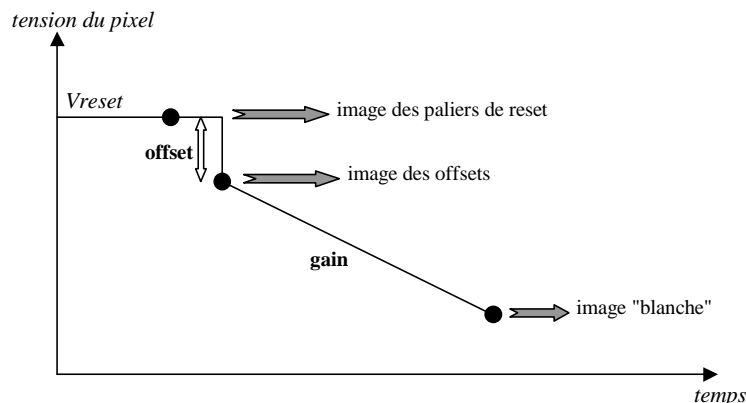 tension du pixel
Vreset
image des paliers de reset
offset
image des offsets
gain
image "blanche"
temps